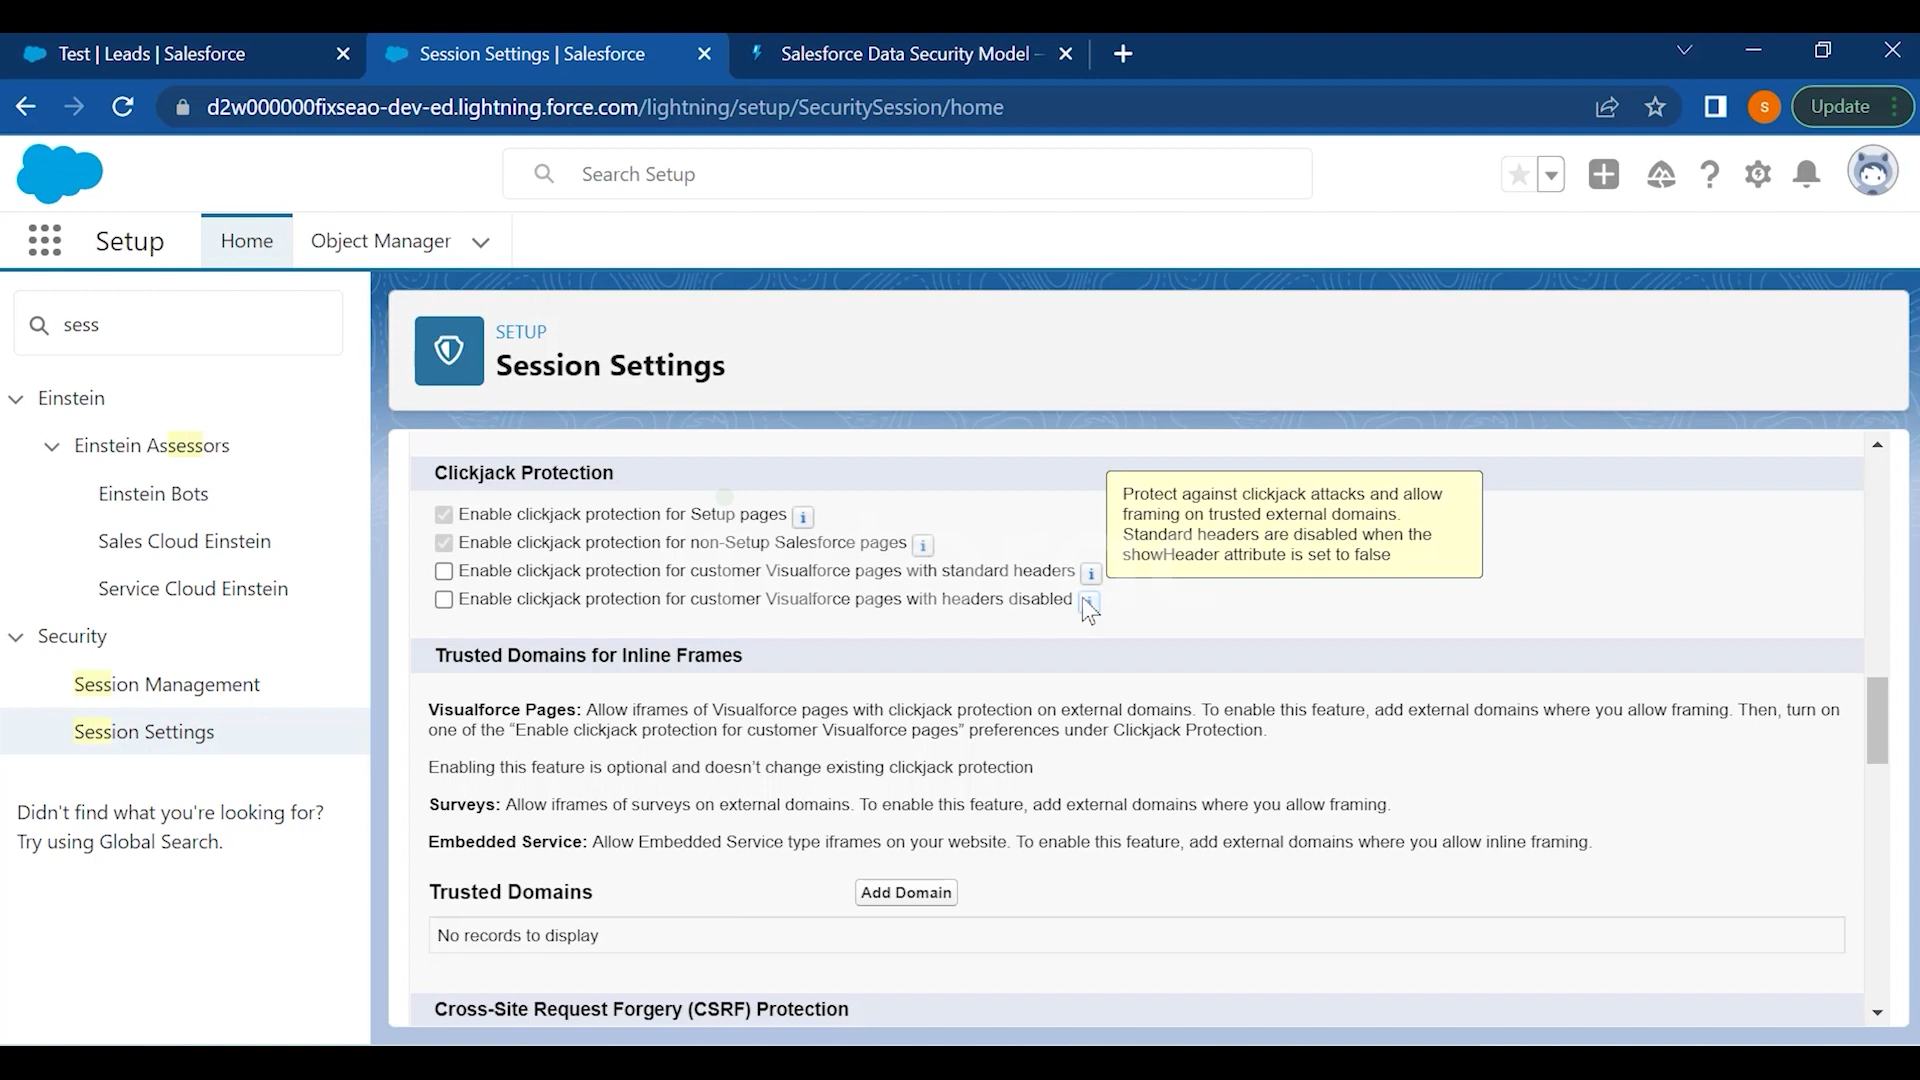 Test | Leads | Salesforce
Session Settings | Salesforce
Salesforce Data Security Model –
d2w000000fixseao-dev-ed.lightning.force.com/lightning/setup/SecuritySession/home
S
Update
Search Setup
Setup
Home
Object Manager
sess
Einstein
Einstein Assessors
Einstein Bots
Sales Cloud Einstein
Service Cloud Einstein
Security
Session Management
Session Settings
Didn't find what you're looking for?
Try using Global Search.
SETUP
Session Settings
Clickjack Protection
Enable clickjack protection for Setup pages
Enable clickjack protection for non-Setup Salesforce pages
Enable clickjack protection for customer Visualforce pages with standard headers
Enable clickjack protection for customer Visualforce pages with headers disabled
Protect against clickjack attacks and allow
framing on trusted external domains.
Standard headers are disabled when the
showHeader attribute is set to false
Trusted Domains for Inline Frames
Visualforce Pages: Allow iframes of Visualforce pages with clickjack protection on external domains. To enable this feature, add external domains where you allow framing. Then, turn on
one of the “Enable clickjack protection for customer Visualforce pages” preferences under Clickjack Protection.
Enabling this feature is optional and doesn’t change existing clickjack protection
Surveys: Allow iframes of surveys on external domains. To enable this feature, add external domains where you allow framing.
Embedded Service: Allow Embedded Service type iframes on your website. To enable this feature, add external domains where you allow inline framing.
Trusted Domains
Add Domain
No records to display
Cross-Site Request Forgery (CSRF) Protection